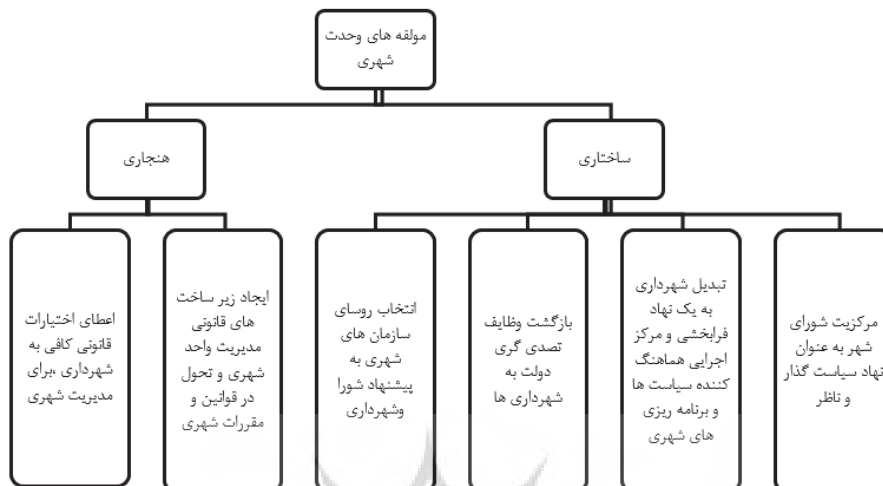 مولفه های وحدت
شهری
ساختاری
هنجاری
مرکزیت شورای
شهر به عنوان
نهاد سیاست گذار
و ناظر
تبدیل شهرداری
به یک نهاد
فرابخشی و مرکز
اجرایی هماهنگ
کننده سیاست ها
و برنامه ریزی
های شهری
بازگشت وظایف
تصدی گری
دولت به
شهرداری ها
انتخاب روسای
سازمان های
شهری به
پیشنهاد شورا
وشهرداری
ایجاد زیر ساخت
های قانونی
مدیریت واحد
شهری و تحول
در قوانین و
مقررات شهری
اعطای اختیارات
قانونی کافی به
شهرداری ،برای
مدیریت شهری